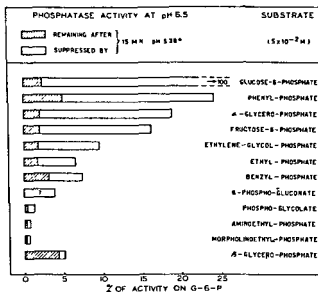 PHOSPHATASE ACTIVITY AT pH 6.5
SUBSTRATE
REMAINING AFTER
SUPPRESSED BY
15 MIN pH 5 38°
(5x10⁻² M)
→100
GLUCOSE-6-PHOSPHATE
PHENYL-PHOSPHATE
α-GLYCERO-PHOSPHATE
FRUCTOSE-6-PHOSPHATE
ETHYLENE-GLYCOL-PHOSPHATE
ETHYL-PHOSPHATE
BENZYL-PHOSPHATE
?
6-PHOSPHO-GLUCONATE
PHOSPHO-GLYCOLATE
AMINOETHYL-PHOSPHATE
MORPHOLINOETHYL-PHOSPHATE
β-GLYCERO-PHOSPHATE
0 5 10 15 20 25
% OF ACTIVITY ON G-6-P